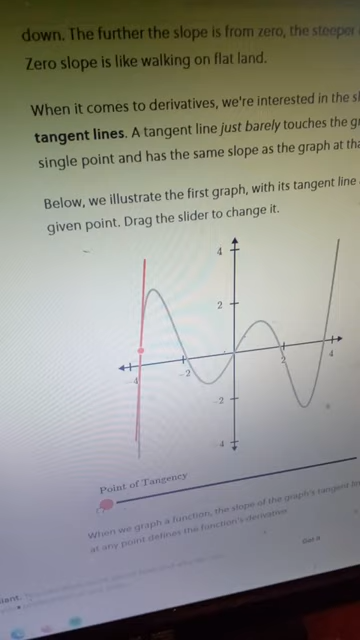 down. The further the slope is from zero, the steeper
Zero slope is like walking on flat land.
When it comes to derivatives, we're interested in the
tangent lines. A tangent line just barely touches the
single point and has the same slope as the graph at
Below, we illustrate the first graph, with its tangent line
given point. Drag the slider to change it.
4
2
-4
-2
2
4
-2
4
Point of Tangency
When we graph a function, the slope of the graph's tangent
at any point defines the function's derivative.
Got it